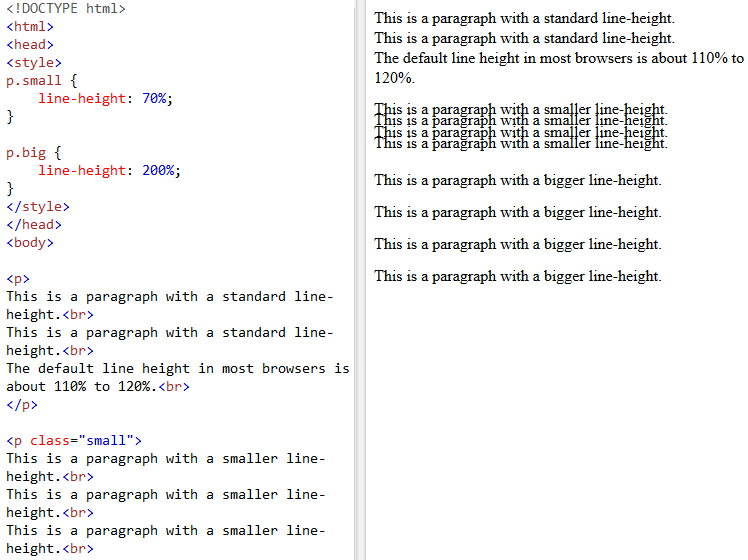 <!DOCTYPE html>
<html>
<head>
<style>
p.small {
    line-height: 70%;
}

p.big {
    line-height: 200%;
}
</style>
</head>
<body>

<p>
This is a paragraph with a standard line-
height.<br>
This is a paragraph with a standard line-
height.<br>
The default line height in most browsers is
about 110% to 120%.<br>
</p>

<p class="small">
This is a paragraph with a smaller line-
height.<br>
This is a paragraph with a smaller line-
height.<br>
This is a paragraph with a smaller line-
height.<br>

This is a paragraph with a standard line-height.
This is a paragraph with a standard line-height.
The default line height in most browsers is about 110% to
120%.

This is a paragraph with a smaller line-height.
This is a paragraph with a smaller line-height.
This is a paragraph with a smaller line-height.
This is a paragraph with a smaller line-height.

This is a paragraph with a bigger line-height.
This is a paragraph with a bigger line-height.
This is a paragraph with a bigger line-height.
This is a paragraph with a bigger line-height.